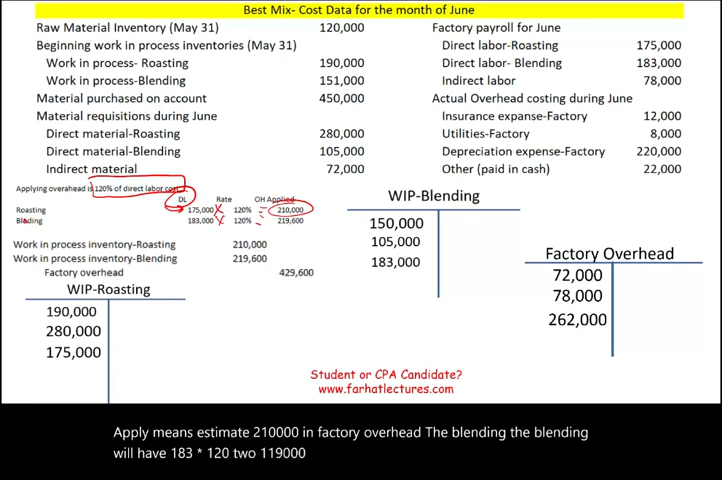 Best Mix- Cost Data for the month of June
Raw Material Inventory (May 31) 120,000
Beginning work in process inventories (May 31)
Work in process- Roasting 190,000
Work in process-Blending 151,000
Material purchased on account 450,000
Material requisitions during June
Direct material-Roasting 280,000
Direct material-Blending 105,000
Indirect material 72,000
Factory payroll for June
Direct labor-Roasting 175,000
Direct labor- Blending 183,000
Indirect labor 78,000
Actual Overhead costing during June
Insurance expanse-Factory 12,000
Utilities-Factory 8,000
Depreciation expense-Factory 220,000
Other (paid in cash) 22,000
Applying overahead is 120% of direct labor cost
DL Rate OH Applied
Roasting 175,000 120% 210,000
Blending 183,000 120% 219,600
Work in process inventory-Roasting 210,000
Work in process inventory-Blending 219,600
Factory overhead 429,600
WIP-Roasting
190,000
280,000
175,000
WIP-Blending
150,000
105,000
183,000
Factory Overhead
72,000
78,000
262,000
Student or CPA Candidate?
www.farhatlectures.com
Apply means estimate 210000 in factory overhead The blending the blending
will have 183 * 120 two 119000